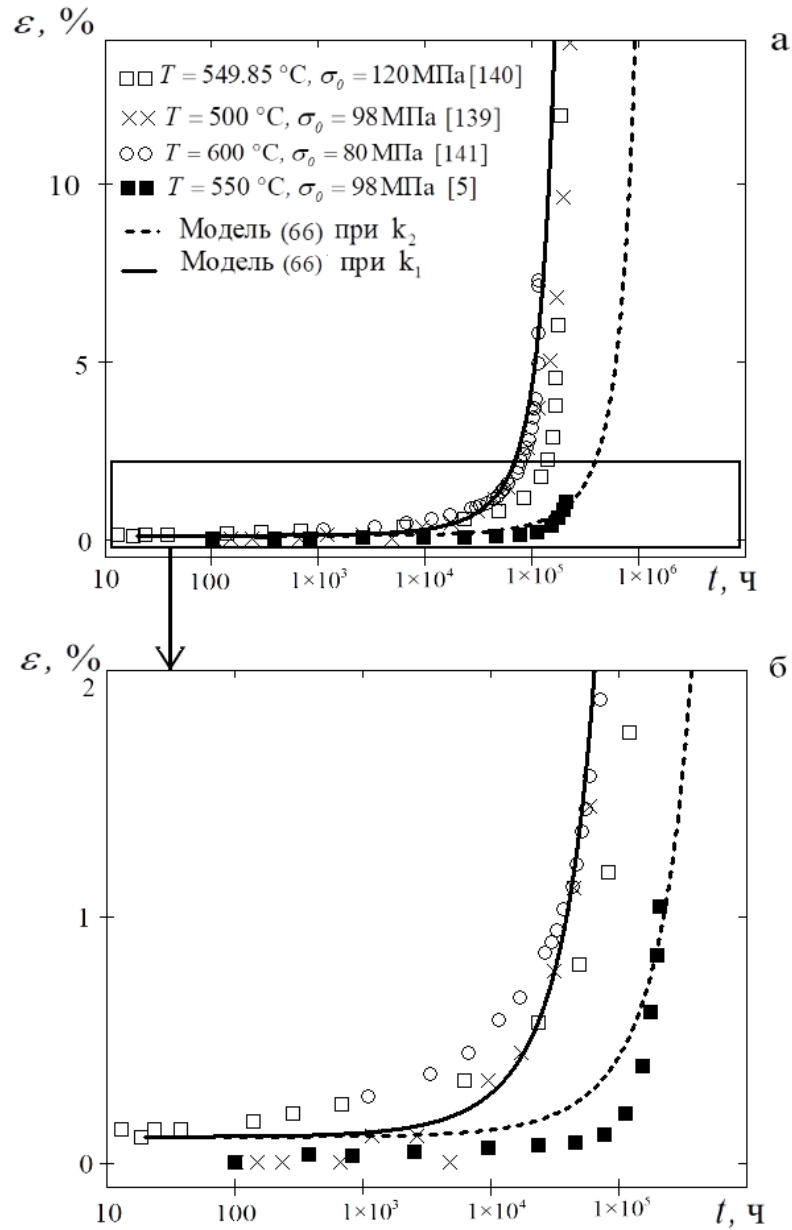 ε, %
а
□□ T = 549.85 °C, σ₀ = 120 МПа [140]
×× T = 500 °C, σ₀ = 98 МПа [139]
○○ T = 600 °C, σ₀ = 80 МПа [141]
■■ T = 550 °C, σ₀ = 98 МПа [5]
Модель (66) при k₂
Модель (66) при k₁
10
5
0
10 100 1×10³ 1×10⁴ 1×10⁵ 1×10⁶ t, ч
ε, %
б
2
1
0
10 100 1×10³ 1×10⁴ 1×10⁵ t, ч